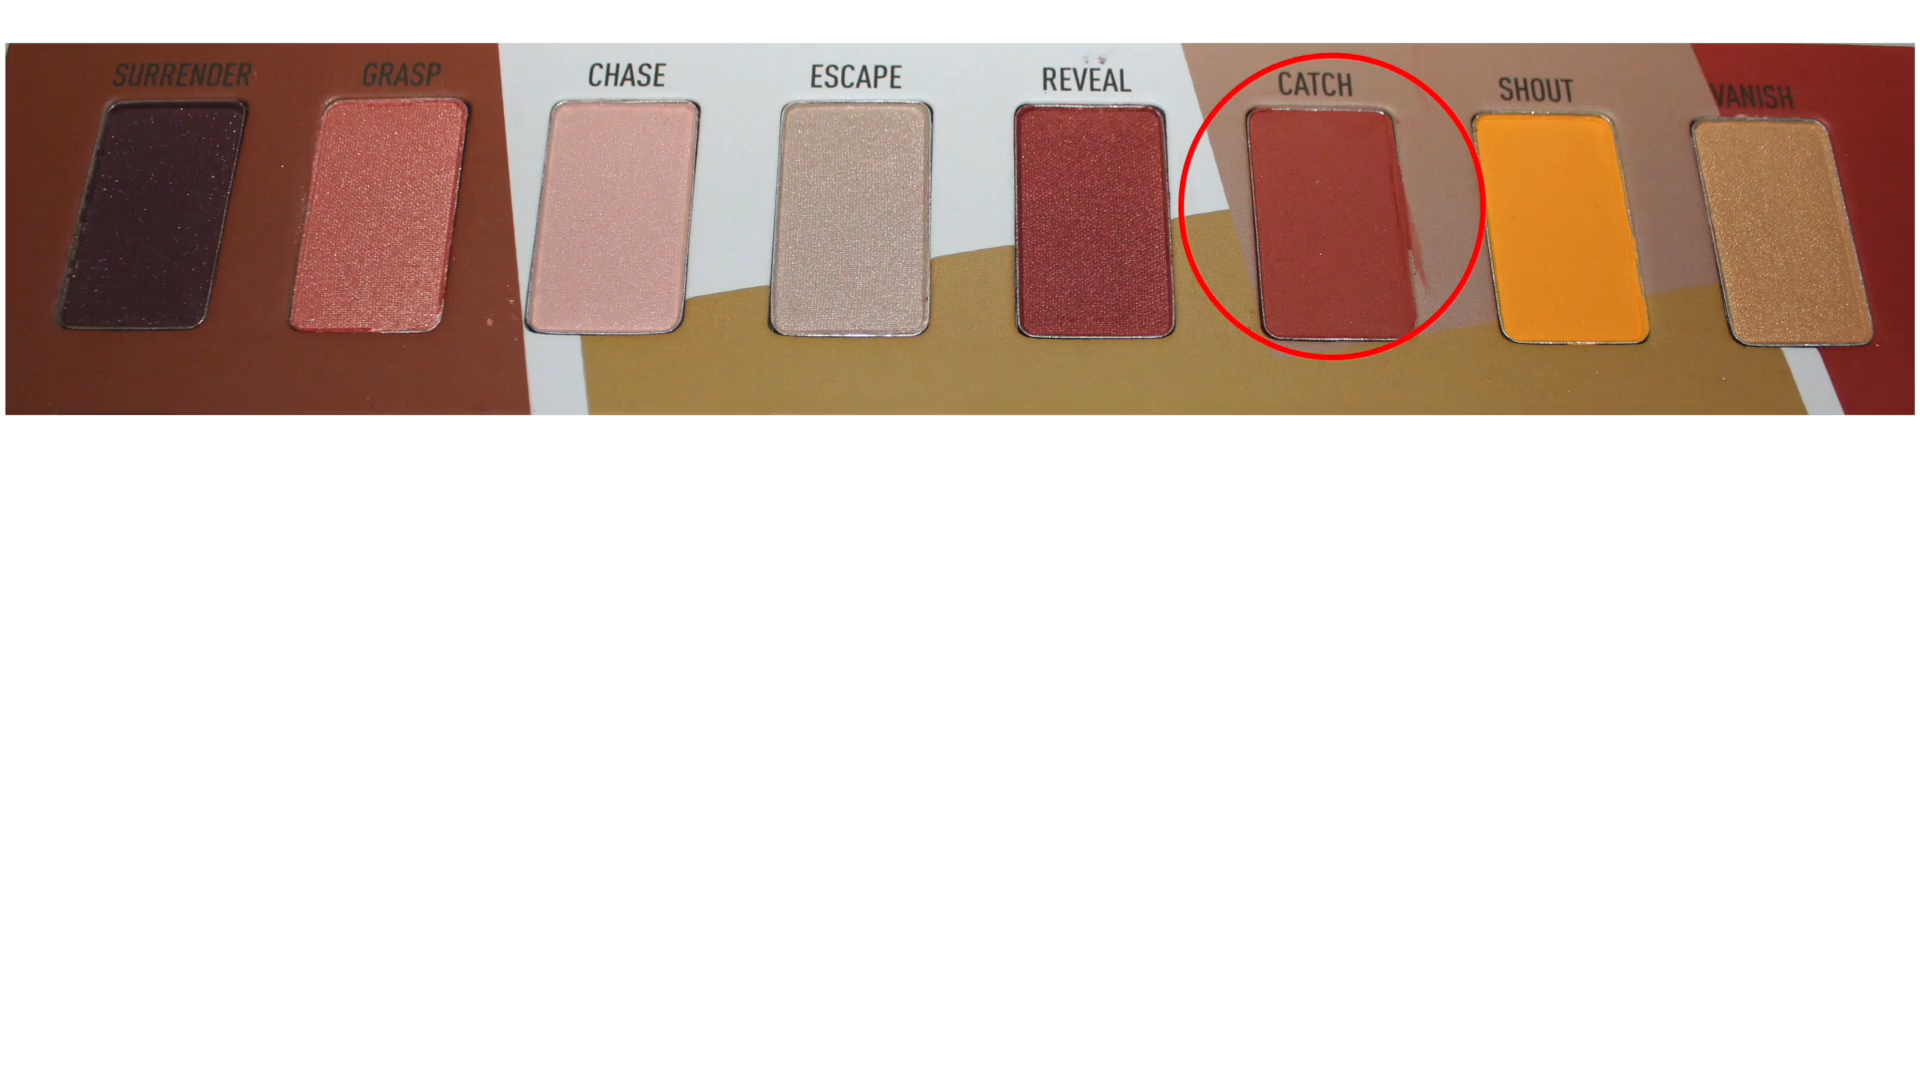 SURRENDER
GRASP
CHASE
ESCAPE
REVEAL
CATCH
SHOUT
VANISH